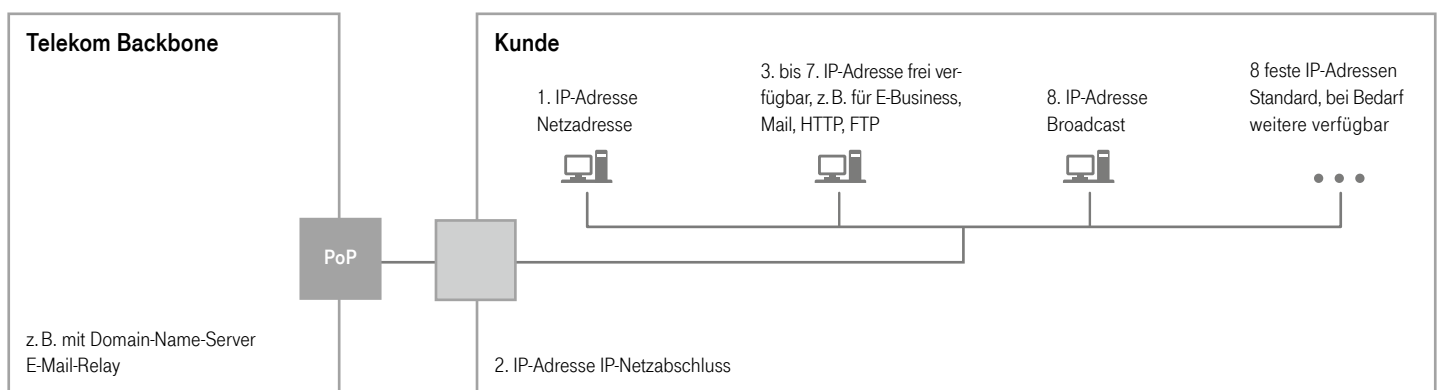 Telekom Backbone
PoP
z. B. mit Domain-Name-Server
E-Mail-Relay
Kunde
1. IP-Adresse
Netzadresse
3. bis 7. IP-Adresse frei ver-
fügbar, z. B. für E-Business,
Mail, HTTP, FTP
8. IP-Adresse
Broadcast
8 feste IP-Adressen
Standard, bei Bedarf
weitere verfügbar
2. IP-Adresse IP-Netzabschluss